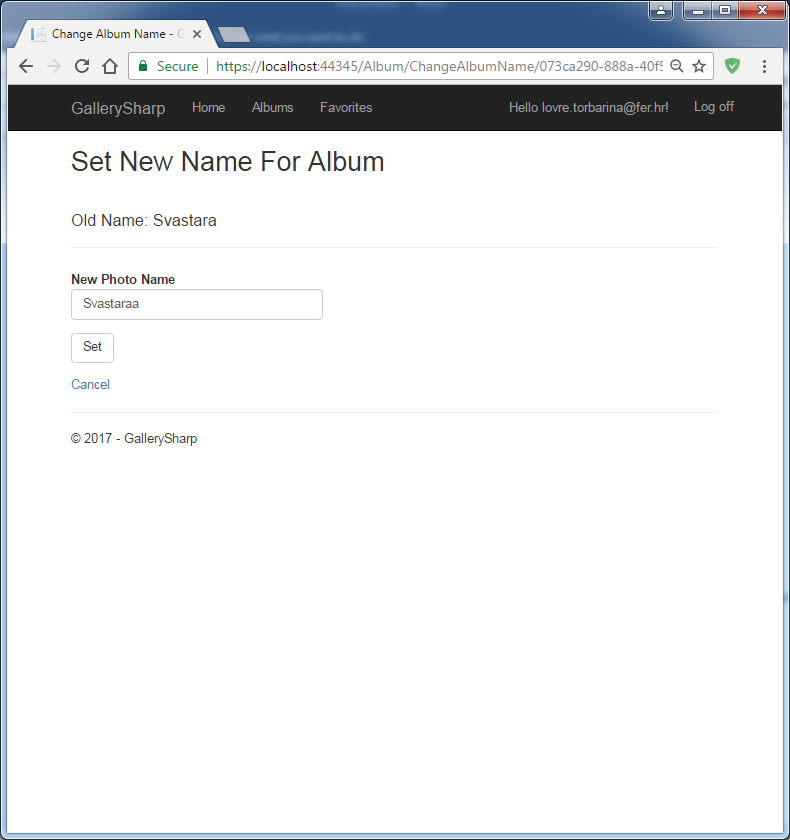 Change Album Name - G
Secure https://localhost:44345/Album/ChangeAlbumName/073ca290-888a-40f5
GallerySharp Home Albums Favorites Hello lovre.torbarina@fer.hr! Log off
Set New Name For Album
Old Name: Svastara
New Photo Name
Svastaraa
Set
Cancel
© 2017 - GallerySharp